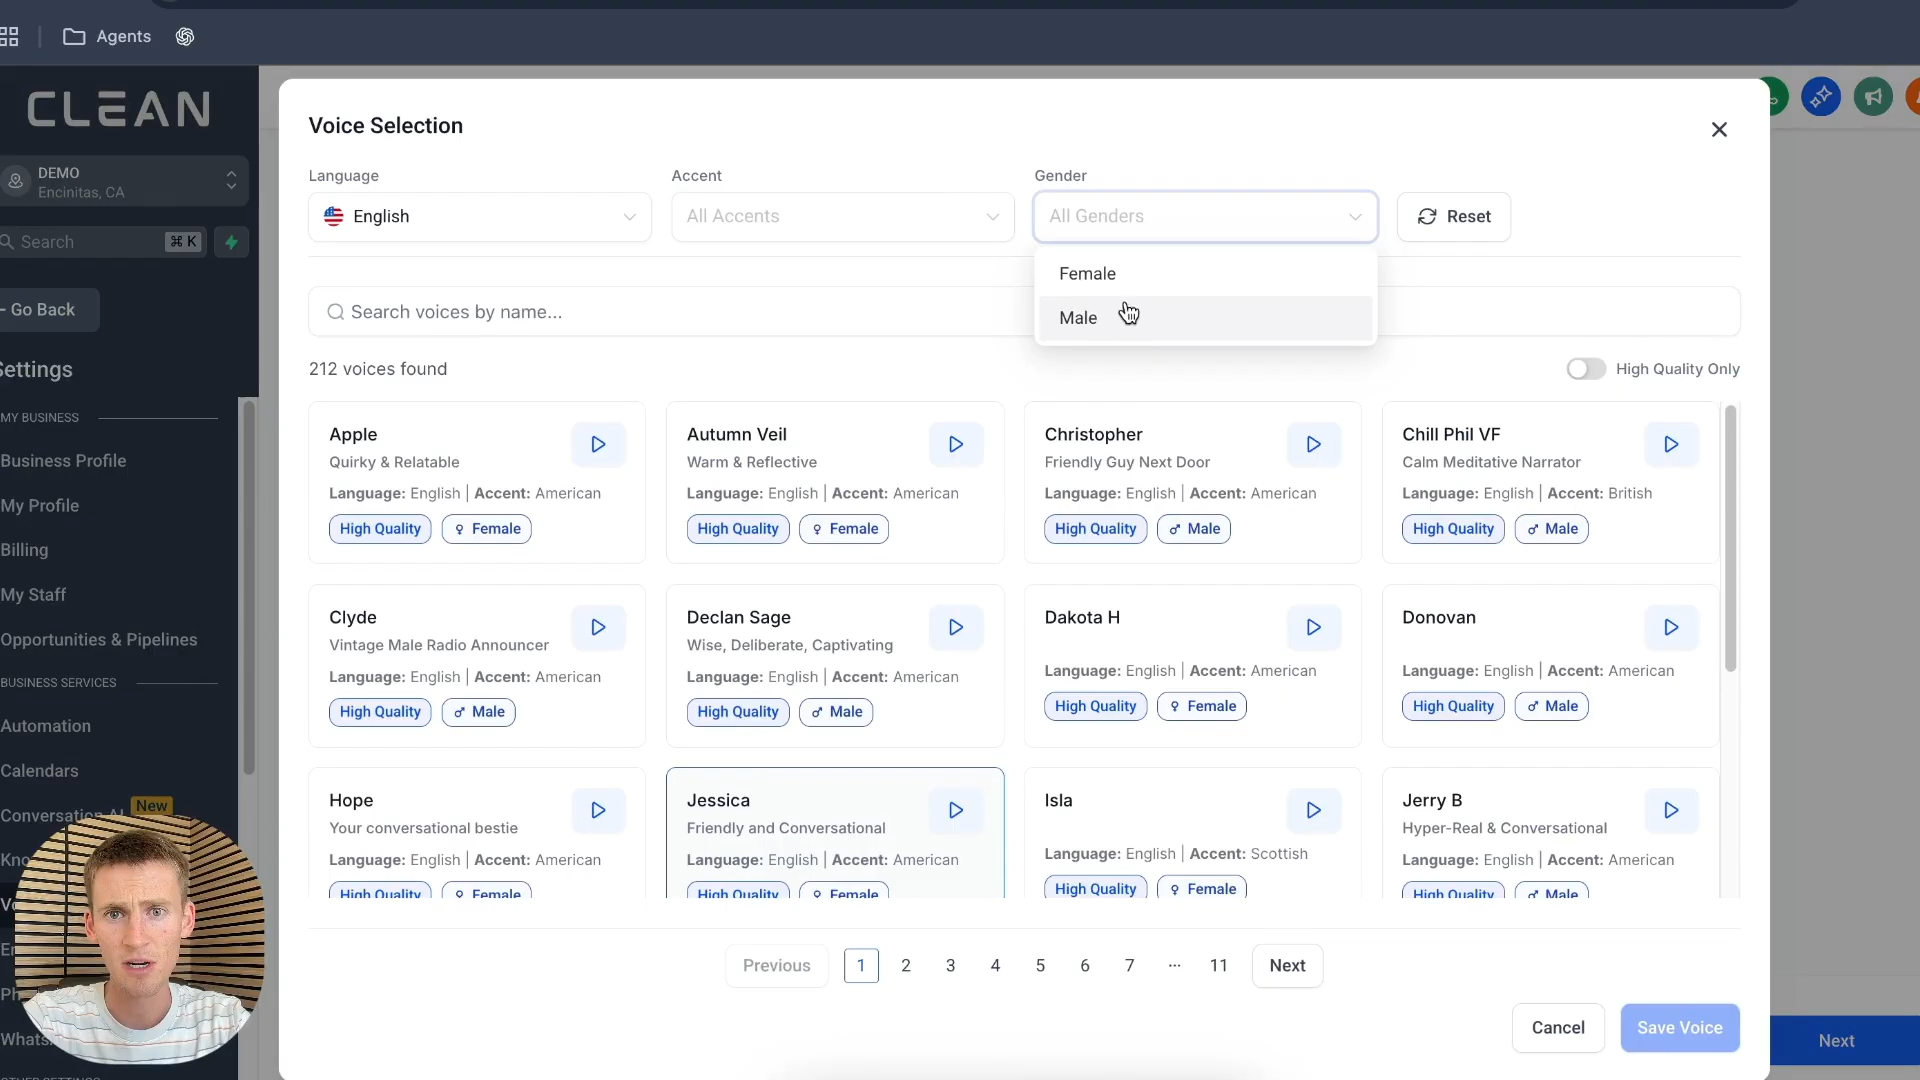 Agents
CLEAN
DEMO
Encinitas, CA
Search
⌘ K
Go Back
Settings
MY BUSINESS
Business Profile
My Profile
Billing
My Staff
Opportunities & Pipelines
BUSINESS SERVICES
Automation
Calendars
Conversation AI
New
Voice Selection
Language
Accent
Gender
English
All Accents
All Genders
Reset
Female
Male
Search voices by name...
212 voices found
High Quality Only
Apple
Quirky & Relatable
Language: English | Accent: American
High Quality
Female
Autumn Veil
Warm & Reflective
Language: English | Accent: American
High Quality
Female
Christopher
Friendly Guy Next Door
Language: English | Accent: American
High Quality
Male
Chill Phil VF
Calm Meditative Narrator
Language: English | Accent: British
High Quality
Male
Clyde
Vintage Male Radio Announcer
Language: English | Accent: American
High Quality
Male
Declan Sage
Wise, Deliberate, Captivating
Language: English | Accent: American
High Quality
Male
Dakota H
Language: English | Accent: American
High Quality
Female
Donovan
Language: English | Accent: American
High Quality
Male
Hope
Your conversational bestie
Language: English | Accent: American
High Quality
Female
Jessica
Friendly and Conversational
Language: English | Accent: American
High Quality
Female
Isla
Language: English | Accent: Scottish
High Quality
Female
Jerry B
Hyper-Real & Conversational
Language: English | Accent: American
High Quality
Male
Previous
1
2
3
4
5
6
7
...
11
Next
Cancel
Save Voice
Next